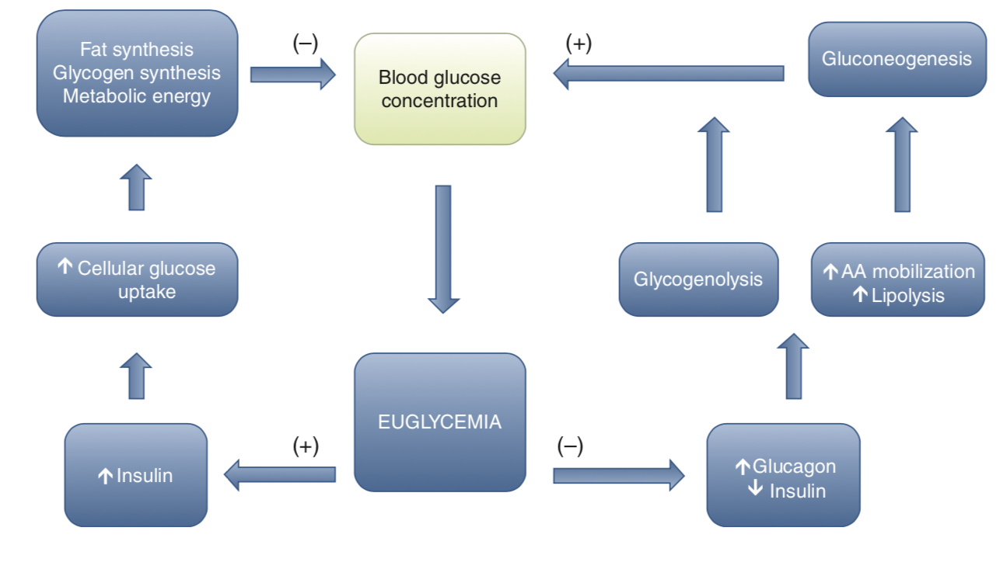 Fat synthesis
Glycogen synthesis
Metabolic energy
(–)
Blood glucose
concentration
(+)
Gluconeogenesis
↑ Cellular glucose
uptake
Glycogenolysis
↑ AA mobilization
↑ Lipolysis
EUGLYCEMIA
(+)
(–)
↑ Insulin
↑ Glucagon
↓ Insulin